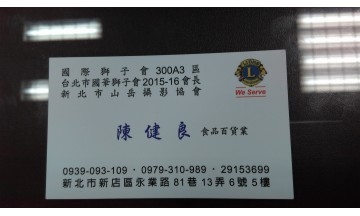 國際獅子會300A3區
台北市國華獅子會2015-16會長
新北市山岳攝影協會
L
We Serve
陳健良 食品百貨業
0939-093-109・0979-310-989・29153699
新北市新店區永業路81巷13弄6號5樓